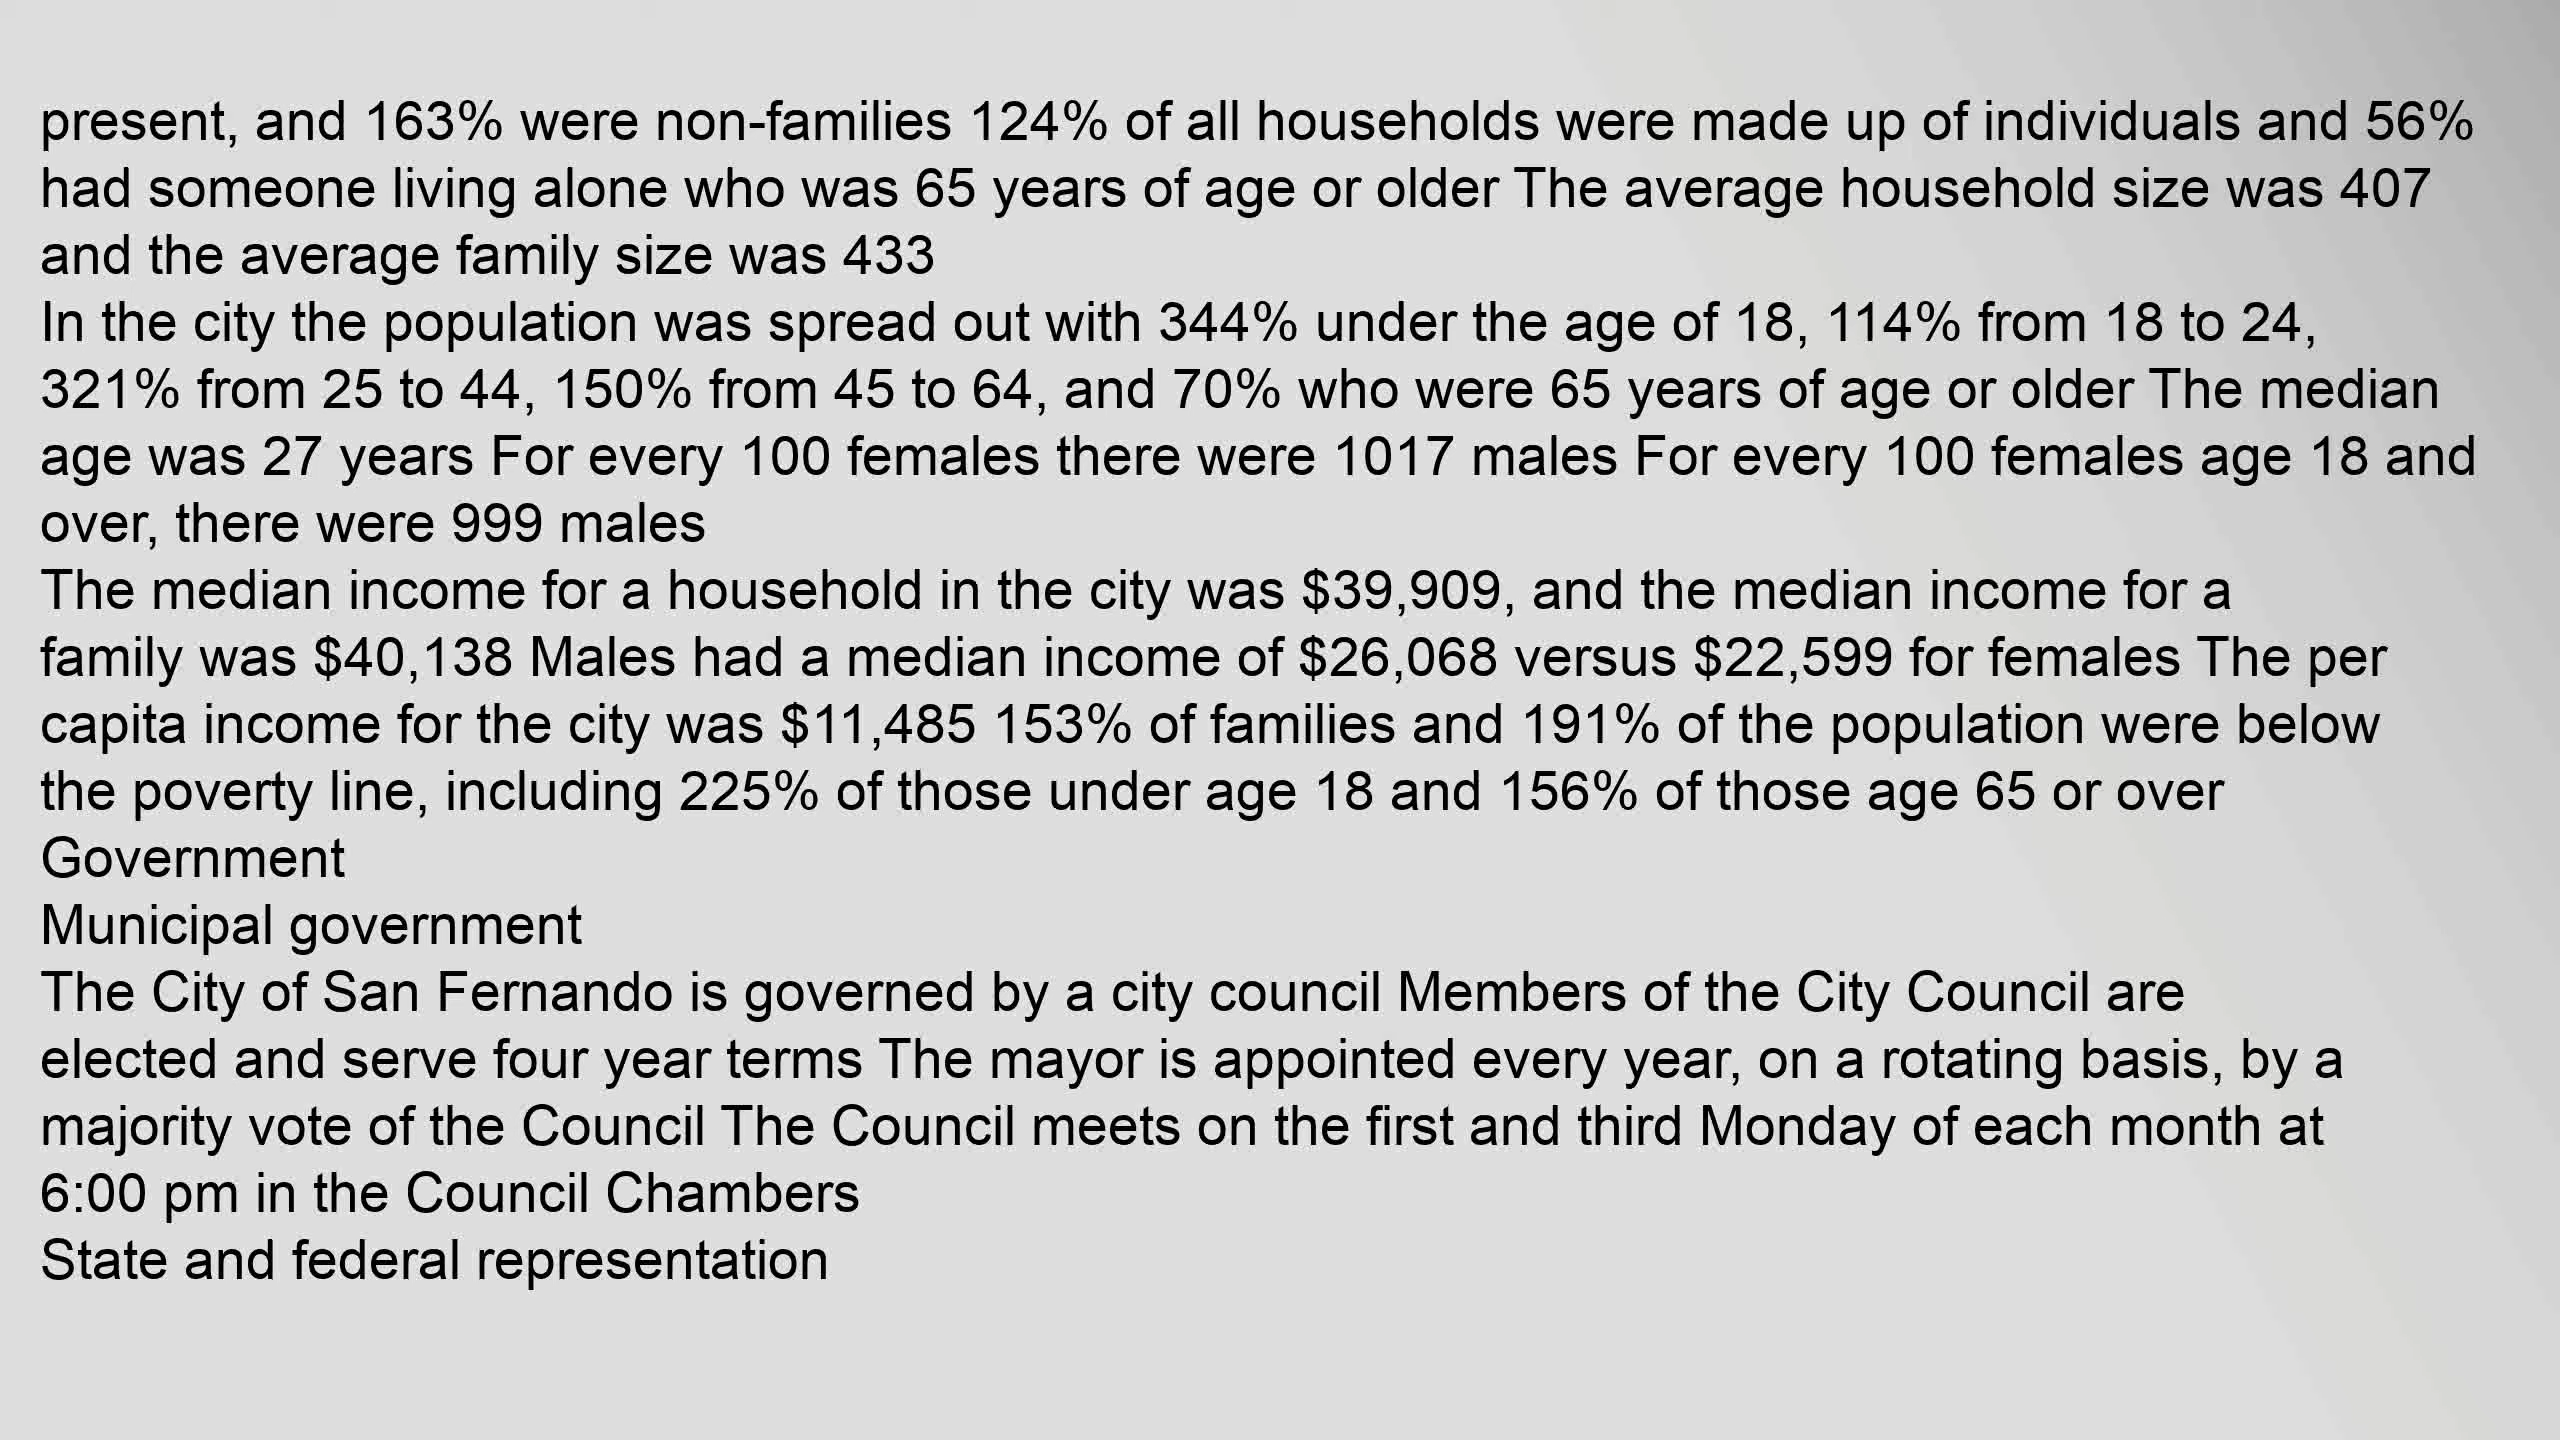 present, and 163% were non-families 124% of all households were made up of individuals and 56%
had someone living alone who was 65 years of age or older The average household size was 407
and the average family size was 433
In the city the population was spread out with 344% under the age of 18, 114% from 18 to 24,
321% from 25 to 44, 150% from 45 to 64, and 70% who were 65 years of age or older The median
age was 27 years For every 100 females there were 1017 males For every 100 females age 18 and
over, there were 999 males
The median income for a household in the city was $39,909, and the median income for a
family was $40,138 Males had a median income of $26,068 versus $22,599 for females The per
capita income for the city was $11,485 153% of families and 191% of the population were below
the poverty line, including 225% of those under age 18 and 156% of those age 65 or over
Government
Municipal government
The City of San Fernando is governed by a city council Members of the City Council are
elected and serve four year terms The mayor is appointed every year, on a rotating basis, by a
majority vote of the Council The Council meets on the first and third Monday of each month at
6:00 pm in the Council Chambers
State and federal representation